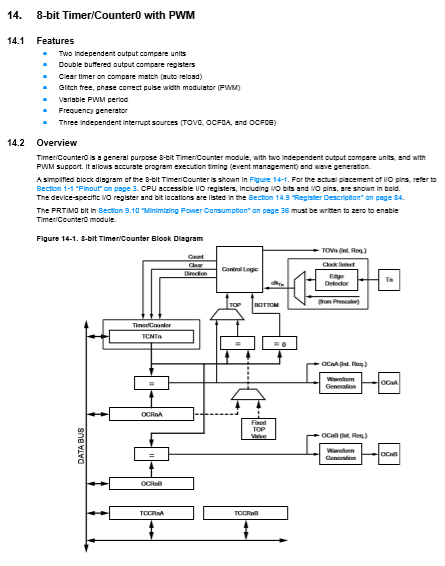 14. 8-bit Timer/Counter0 with PWM
14.1 Features
• Two independent output compare units
• Double buffered output compare registers
• Clear timer on compare match (auto reload)
• Glitch free, phase correct pulse width modulator (PWM)
• Variable PWM period
• Frequency generator
• Three independent interrupt sources (TOV0, OCF0A, and OCF0B)
14.2 Overview
Timer/Counter0 is a general purpose 8-bit Timer/Counter module, with two independent output compare units, and with
PWM support. It allows accurate program execution timing (event management) and wave generation.
A simplified block diagram of the 8-bit Timer/Counter is shown in Figure 14-1. For the actual placement of I/O pins, refer to
Section 1-1 "Pinout" on page 3. CPU accessible I/O registers, including I/O bits and I/O pins, are shown in bold.
The device-specific I/O register and bit locations are listed in the Section 14.9 "Register Description" on page 84.
The PRTIM0 bit in Section 9.10 "Minimizing Power Consumption" on page 36 must be written to zero to enable
Timer/Counter0 module.
Figure 14-1. 8-bit Timer/Counter Block Diagram
Count
Clear
Direction
Control Logic
TOVn (Int. Req.)
Clock Select
Edge
Detector
Tn
clkTn
(from Prescaler)
TOP
BOTTOM
Timer/Counter
TCNTn
=
= 0
OCnA (Int. Req.)
=
Waveform
Generation
OCnA
OCRnA
Fixed
TOP
Value
OCnB (Int. Req.)
=
Waveform
Generation
OCnB
DATA BUS
OCRnB
TCCRnA
TCCRnB